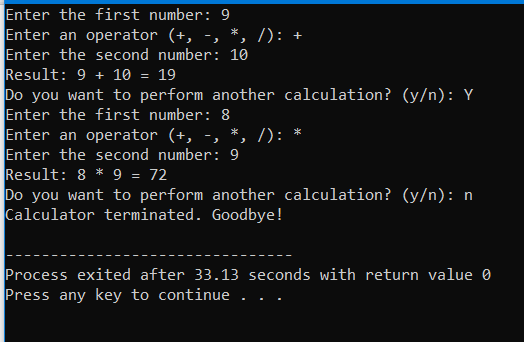 Enter the first number: 9
Enter an operator (+, -, *, /): +
Enter the second number: 10
Result: 9 + 10 = 19
Do you want to perform another calculation? (y/n): Y
Enter the first number: 8
Enter an operator (+, -, *, /): *
Enter the second number: 9
Result: 8 * 9 = 72
Do you want to perform another calculation? (y/n): n
Calculator terminated. Goodbye!
--------------------------------
Process exited after 33.13 seconds with return value 0
Press any key to continue . . .